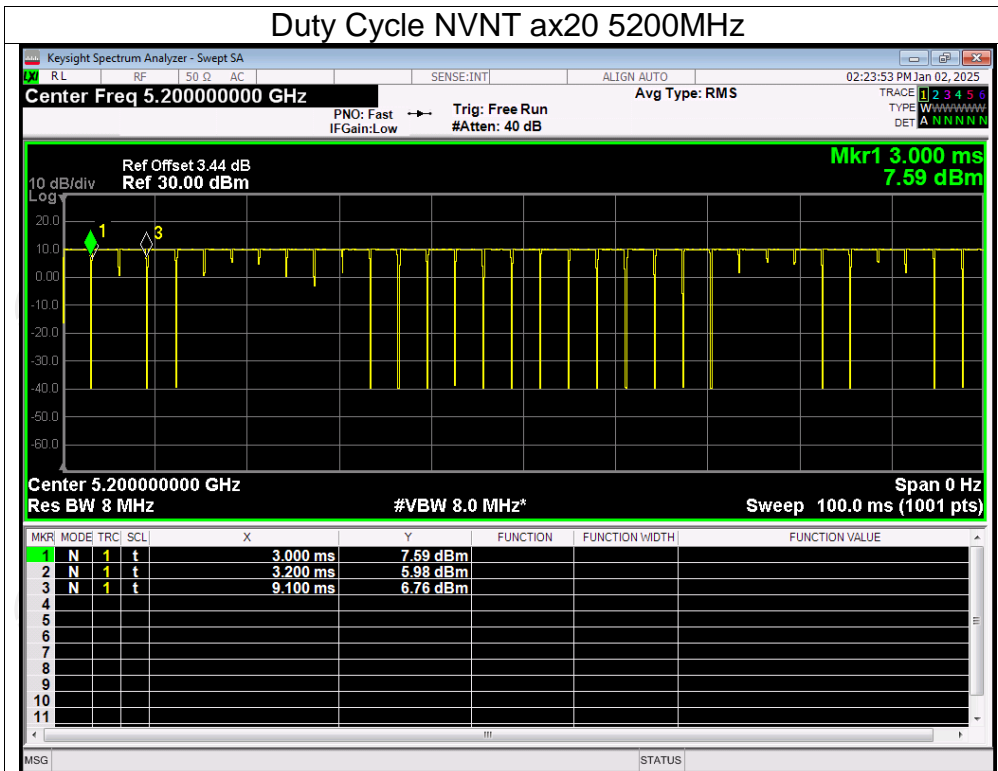 Duty Cycle NVNT ax20 5200MHz
Keysight Spectrum Analyzer - Swept SA
LXI RL RF 50 Ω AC SENSE:INT ALIGN AUTO 02:23:53 PM Jan 02, 2025
Center Freq 5.200000000 GHz
PNO: Fast
IFGain:Low
Trig: Free Run
#Atten: 40 dB
Avg Type: RMS
TRACE 1 2 3 4 5 6
TYPE WWWWWW
DET A N N N N N
Mkr1 3.000 ms
7.59 dBm
Ref Offset 3.44 dB
10 dB/div Ref 30.00 dBm
Log
1
3
20.0
10.0
0.00
-10.0
-20.0
-30.0
-40.0
-50.0
-60.0
Center 5.200000000 GHz Span 0 Hz
Res BW 8 MHz #VBW 8.0 MHz* Sweep 100.0 ms (1001 pts)
MKR MODE TRC SCL X Y FUNCTION FUNCTION WIDTH FUNCTION VALUE
1 N 1 t 3.000 ms 7.59 dBm
2 N 1 t 3.200 ms 5.98 dBm
3 N 1 t 9.100 ms 6.76 dBm
4
5
6
7
8
9
10
11
MSG STATUS